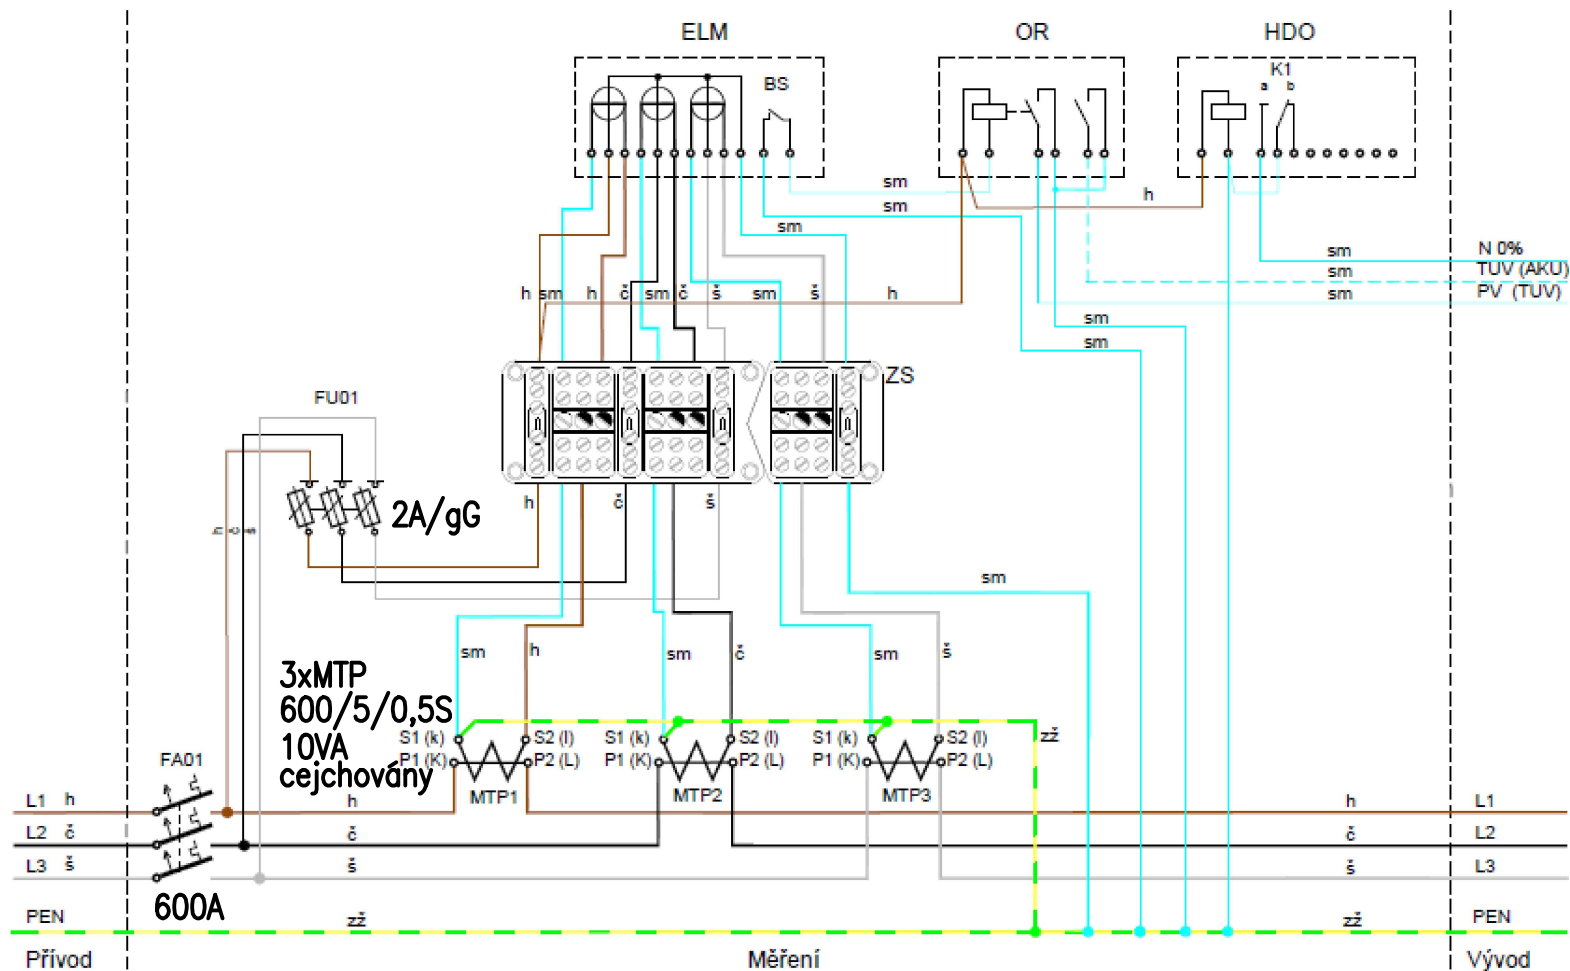 ELM
OR
HDO
BS
K1
a b
sm
sm
h
sm
sm
N 0%
sm
TUV (AKU)
sm
PV (TUV)
h sm h č sm č š sm š h
sm
sm
ZS
FU01
2A/gG
h č š
h č š
sm
sm h sm č sm š
3xMTP
600/5/0,5S
10VA
cejchovány
S1 (k) S2 (l) S1 (k) S2 (l) S1 (k) S2 (l) zž
P1 (K) P2 (L) P1 (K) P2 (L) P1 (K) P2 (L)
MTP1 MTP2 MTP3
FA01
L1 h h h L1
L2 č č č L2
L3 š š š L3
600A
PEN zž zž PEN
Přívod Měření Vývod